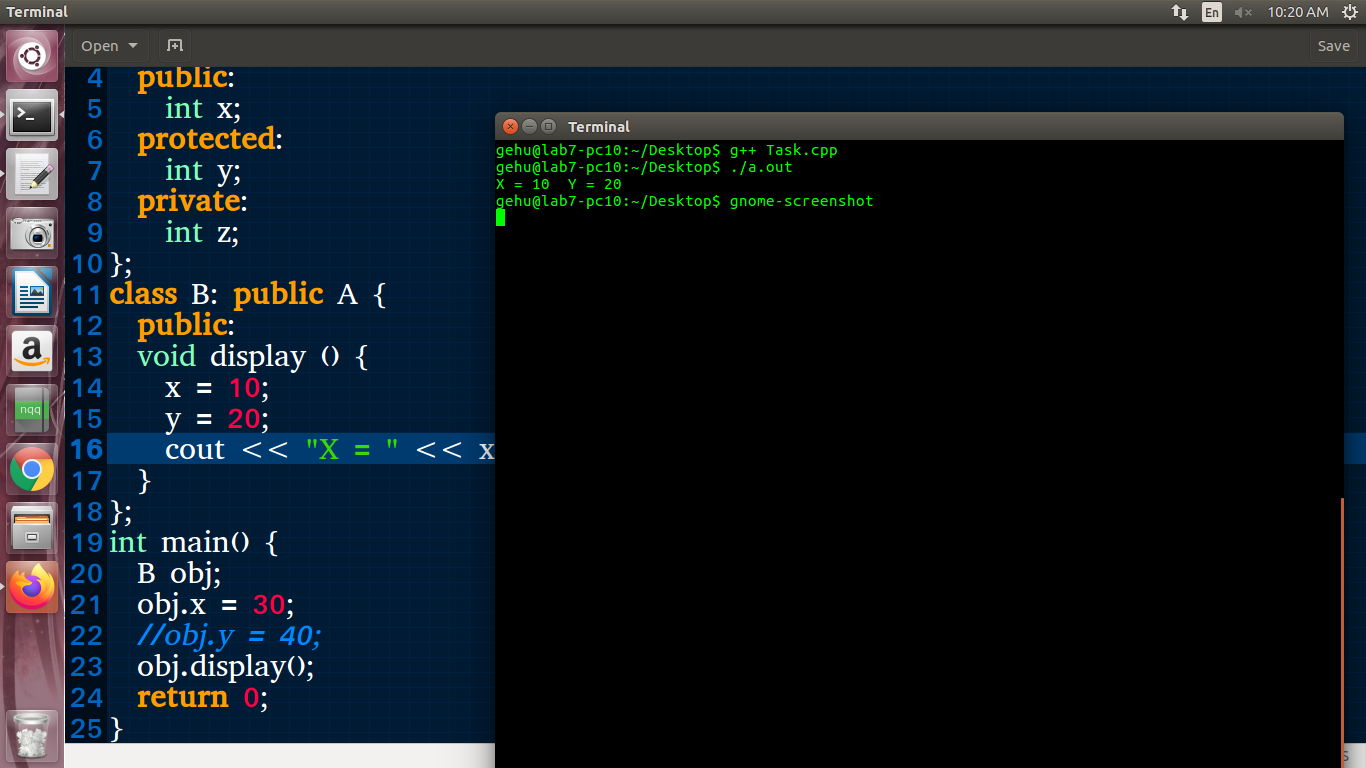 Terminal
En
10:20 AM
Open
Save
4 public:
5 int x;
6 protected:
7 int y;
8 private:
9 int z;
10 };
11 class B: public A {
12 public:
13 void display () {
14 x = 10;
15 y = 20;
16 cout << "X = " << x
17 }
18 };
19 int main() {
20 B obj;
21 obj.x = 30;
22 //obj.y = 40;
23 obj.display();
24 return 0;
25 }
Terminal
gehu@lab7-pc10:~/Desktop$ g++ Task.cpp
gehu@lab7-pc10:~/Desktop$ ./a.out
X = 10  Y = 20
gehu@lab7-pc10:~/Desktop$ gnome-screenshot
a
nqq